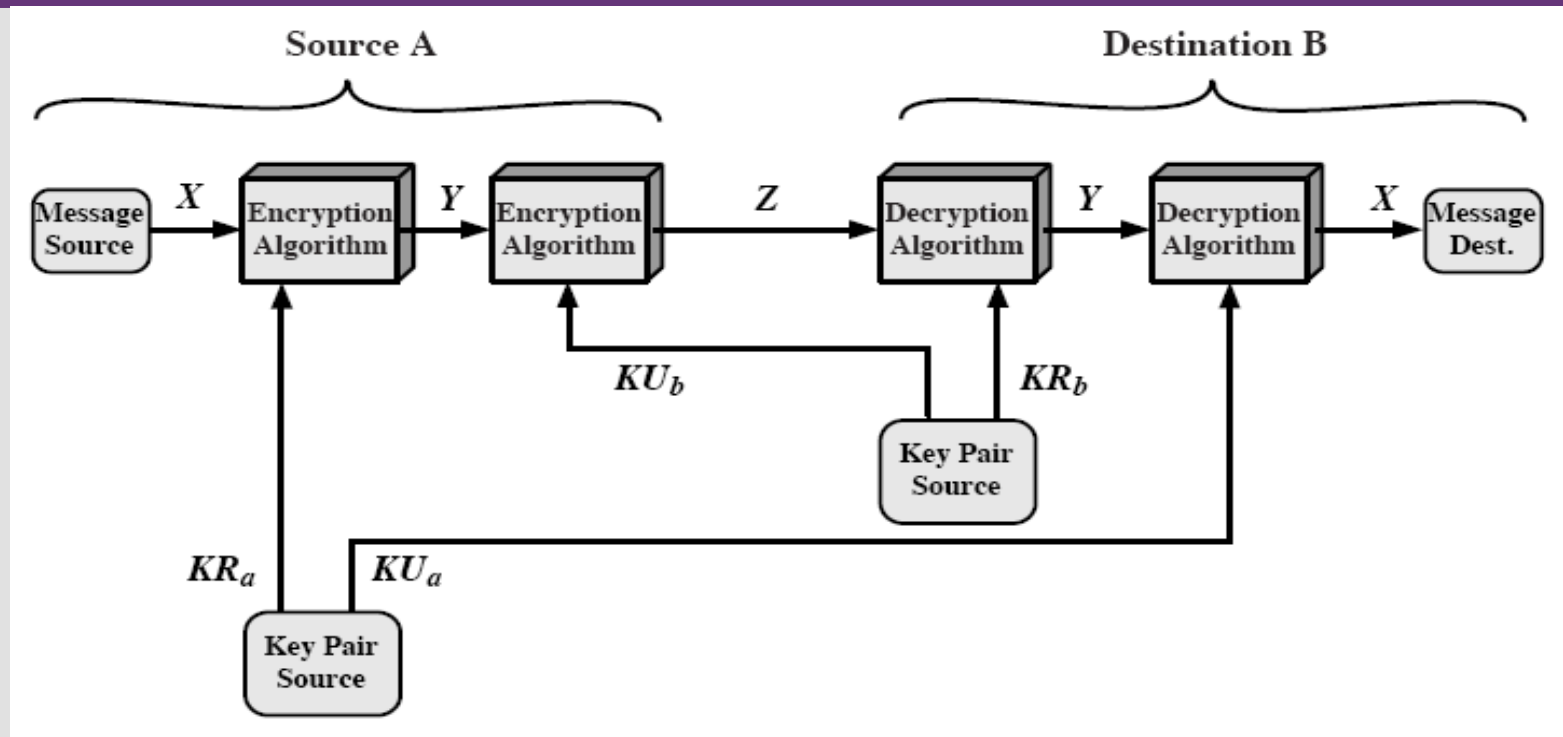 Source A
Destination B
X
Y
Z
Y
X
Message
Source
Encryption
Algorithm
Encryption
Algorithm
Decryption
Algorithm
Decryption
Algorithm
Message
Dest.
KUb
KRb
Key Pair
Source
KRa
KUa
Key Pair
Source